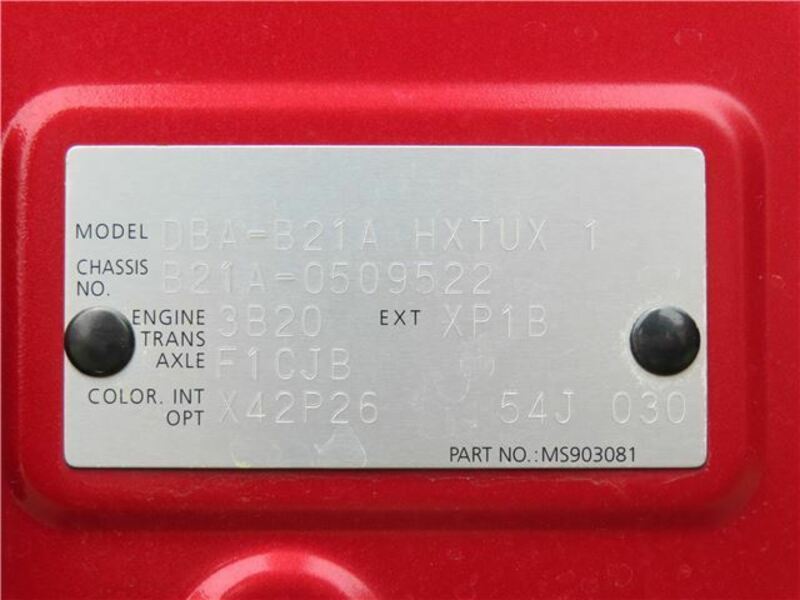 MODEL DBA-B21A HXTUX 1
CHASSIS NO. B21A-0509522
ENGINE 3B20 EXT XP1B
TRANS AXLE F1CJB
COLOR. INT OPT X42P26 54J 030
PART NO.:MS903081